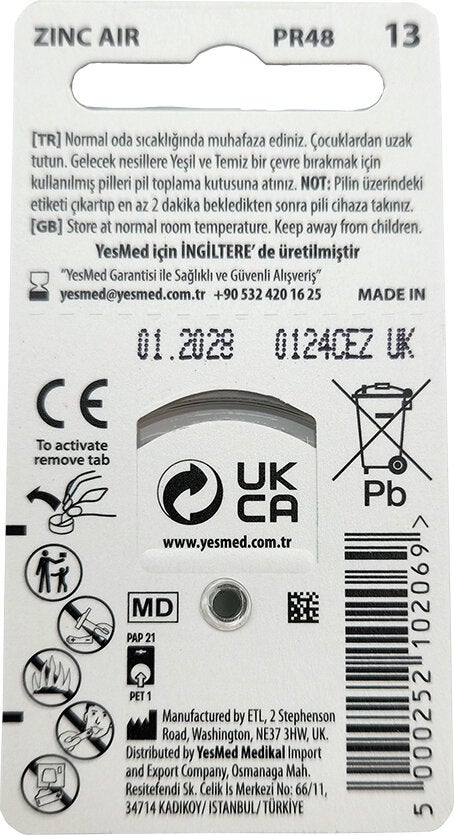 ZINC AIR PR48 13
[TR] Normal oda sıcaklığında muhafaza ediniz. Çocuklardan uzak
tutun. Gelecek nesillere Yeşil ve Temiz bir çevre bırakmak için
kullanılmış pilleri pil toplama kutusuna atınız. NOT: Pilin üzerindeki
etiketi çıkartıp en az 2 dakika bekledikten sonra pili cihaza takınız.
[GB] Store at normal room temperature. Keep away from children.
YesMed için İNGİLTERE' de üretilmiştir
"YesMed Garantisi ile Sağlıklı ve Güvenli Alışveriş"
yesmed@yesmed.com.tr +90 532 420 16 25 MADE IN
01.2028 0124CEZ UK
CE
To activate
remove tab
UK
CA
www.yesmed.com.tr
Pb
MD
PAP 21
PET 1
Manufactured by ETL, 2 Stephenson
Road, Washington, NE37 3HW, UK.
Distributed by YesMed Medikal Import
and Export Company, Osmanaga Mah.
Resitefendi Sk. Celik İs Merkezi No: 66/11,
34714 KADIKOY/ ISTANBUL/ TÜRKİYE
5 000252 102069 >